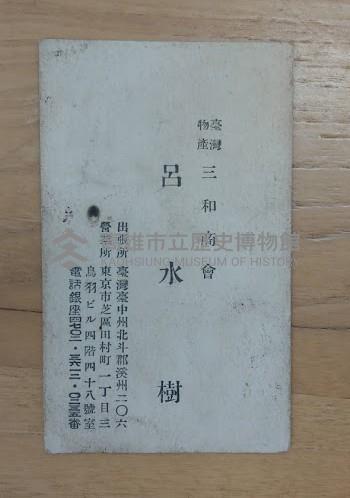 臺灣物產 三和商會
呂水樹
出張所 臺灣臺中州北斗郡溪州二〇六
營業所 東京市芝區田村町一丁目三
鳥羽ビル四階四十八號室
高雄市立歷史博物館
KAOHSIUNG MUSEUM OF HISTORY